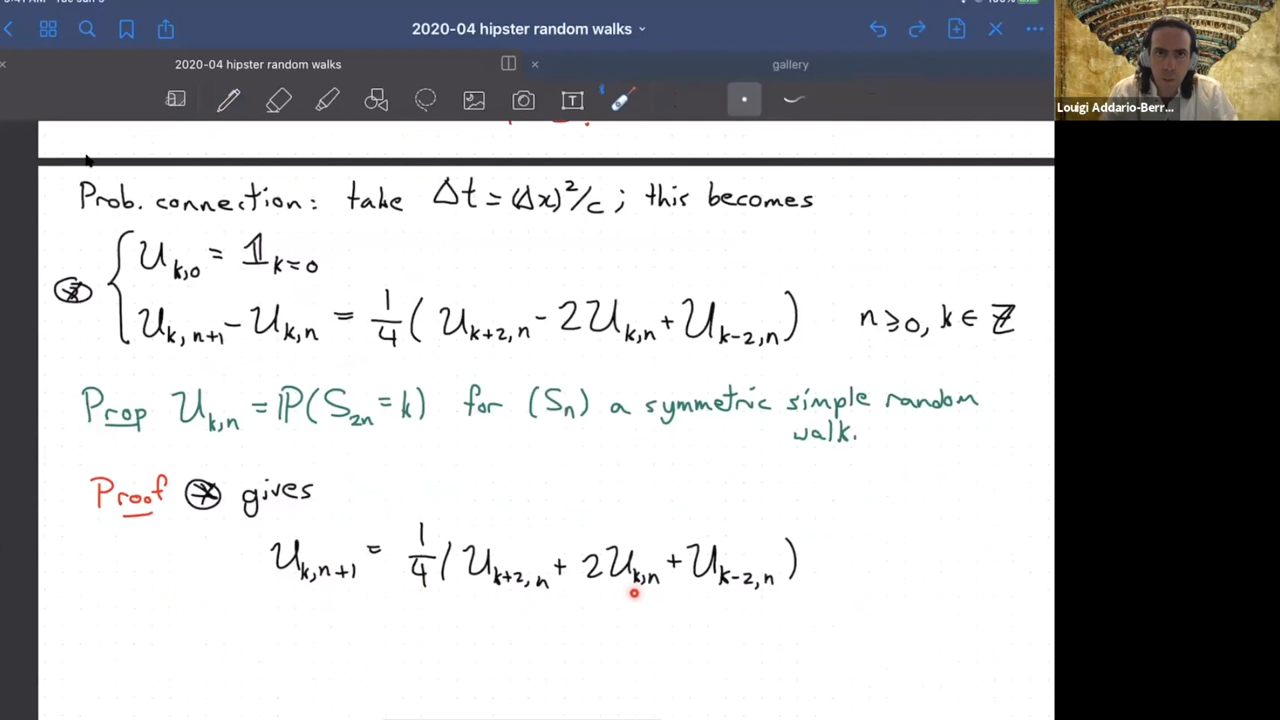 2020-04 hipster random walks
2020-04 hipster random walks
gallery
Louigi Addario-Berr...
Prob. connection: take Δt = (Δx)²/c ; this becomes
U_{k,0} = 𝟙_{k=0}
⊛ { U_{k,n+1} - U_{k,n} = 1/4 ( U_{k+2,n} - 2U_{k,n} + U_{k-2,n} ) n ≥ 0, k ∈ ℤ
Prop U_{k,n} = ℙ(S_{2n} = k) for (S_n) a symmetric simple random
walk.
Proof ⊛ gives
U_{k,n+1} = 1/4 ( U_{k+2,n} + 2U_{k,n} + U_{k-2,n} )